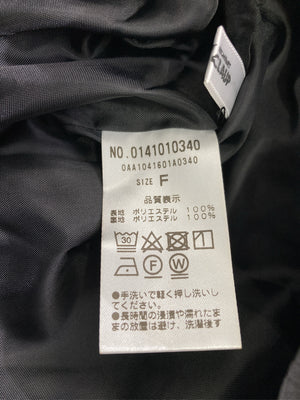 NO.0141010340
0AA1041601A0340
SIZE F
品質表示
表地 ポリエステル 100%
裏地 ポリエステル 100%
30
F W
●手洗いで軽く押し洗いし
てください。
●長時間の浸漬や濡れたま
まの放置は避け、洗濯後す